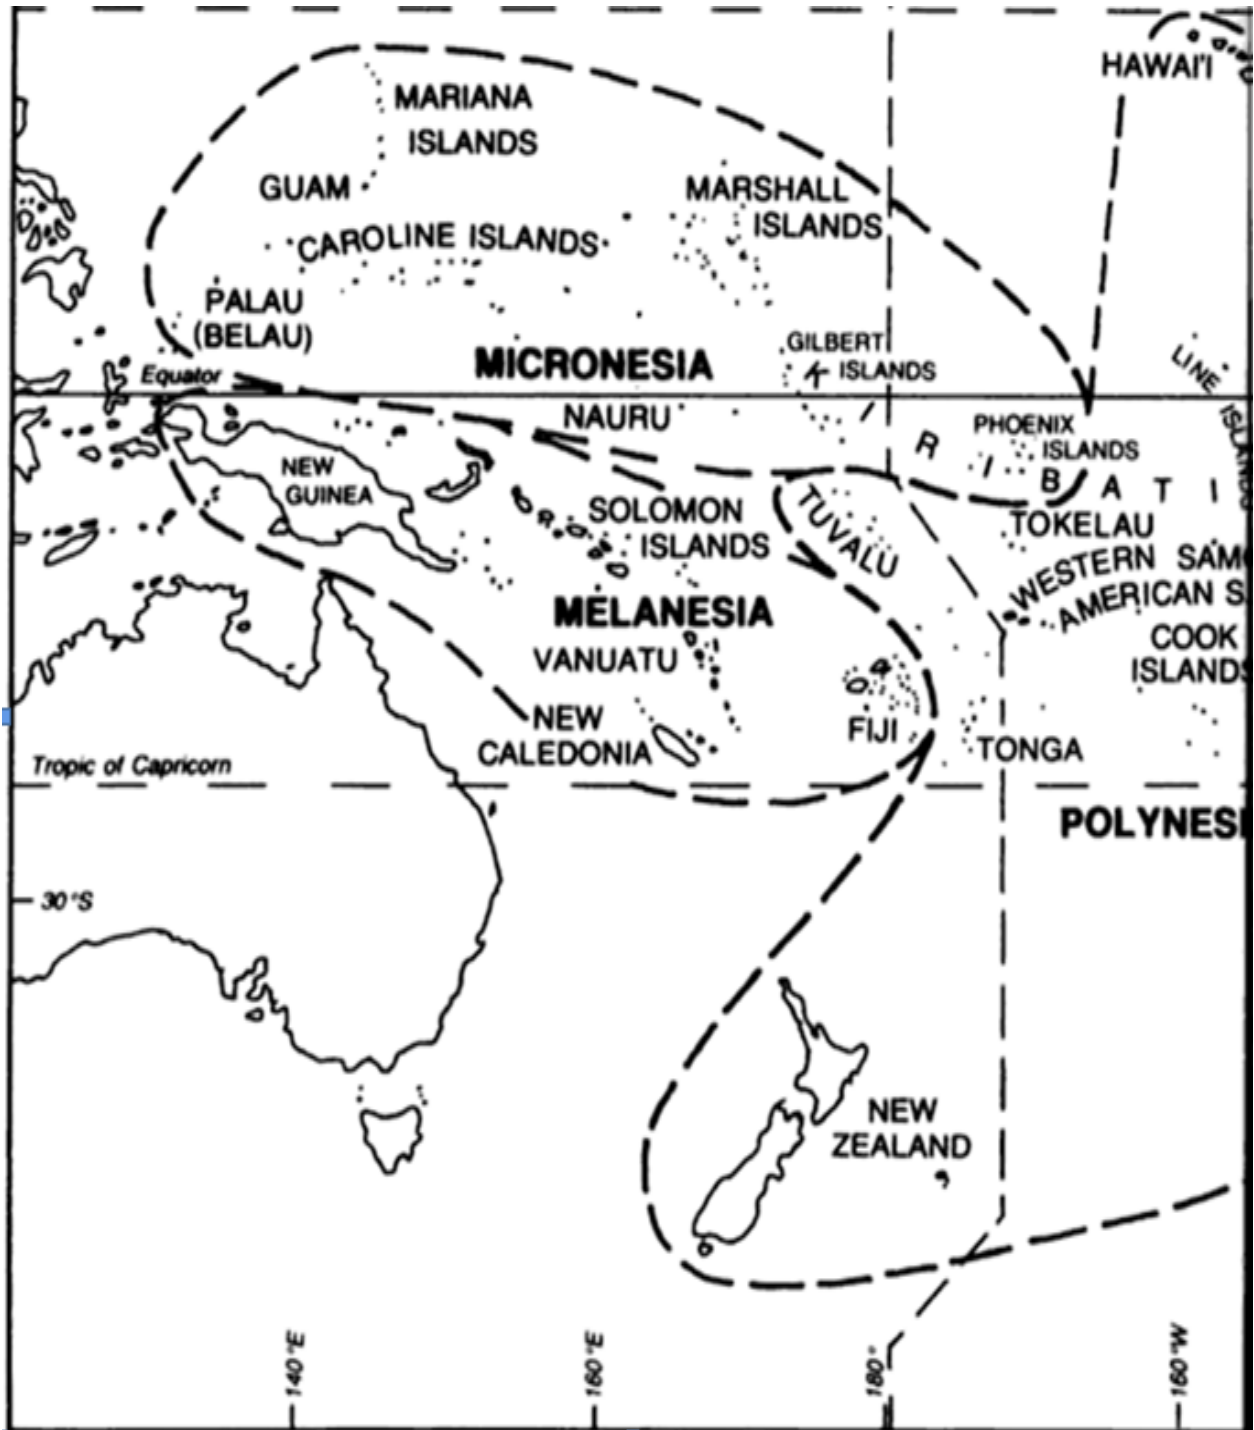 HAWAI'I
MARIANA
ISLANDS
GUAM
MARSHALL
ISLANDS
CAROLINE ISLANDS
PALAU
(BELAU)
MICRONESIA
GILBERT
ISLANDS
Equator
LINE ISLANDS
NAURU
PHOENIX
ISLANDS
KIRIBATI
NEW
GUINEA
SOLOMON
ISLANDS
TUVALU
TOKELAU
WESTERN SAMO
AMERICAN S
MELANESIA
VANUATU
COOK
ISLANDS
NEW
CALEDONIA
FIJI
TONGA
Tropic of Capricorn
POLYNESI
30°S
NEW
ZEALAND
140°E
160°E
180°
160°W